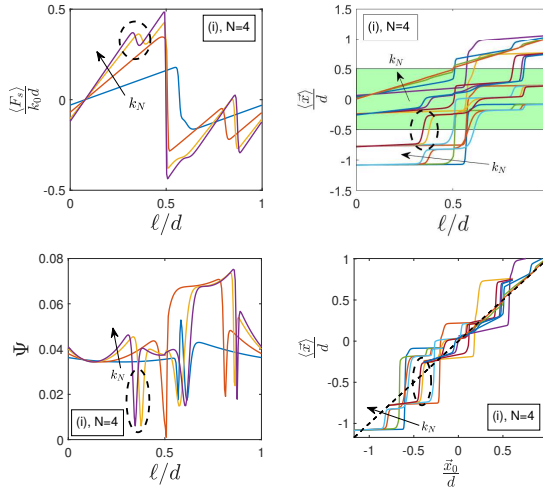 0.5
0
-0.5
0
0.5
1
⟨F_s⟩
k_0 d
ℓ/d
k_N
(i), N=4
1.5
1
0.5
0
-0.5
-1
-1.5
0
0.5
⟨x⃗⟩
d
ℓ/d
k_N
k_N
(i), N=4
0.08
0.06
0.04
0.02
0
0
0.5
1
Ψ
ℓ/d
k_N
(i), N=4
1
0.5
0
-0.5
-1
-1
-0.5
0
0.5
⟨x⃗⟩
d
x⃗_0
d
k_N
(i), N=4